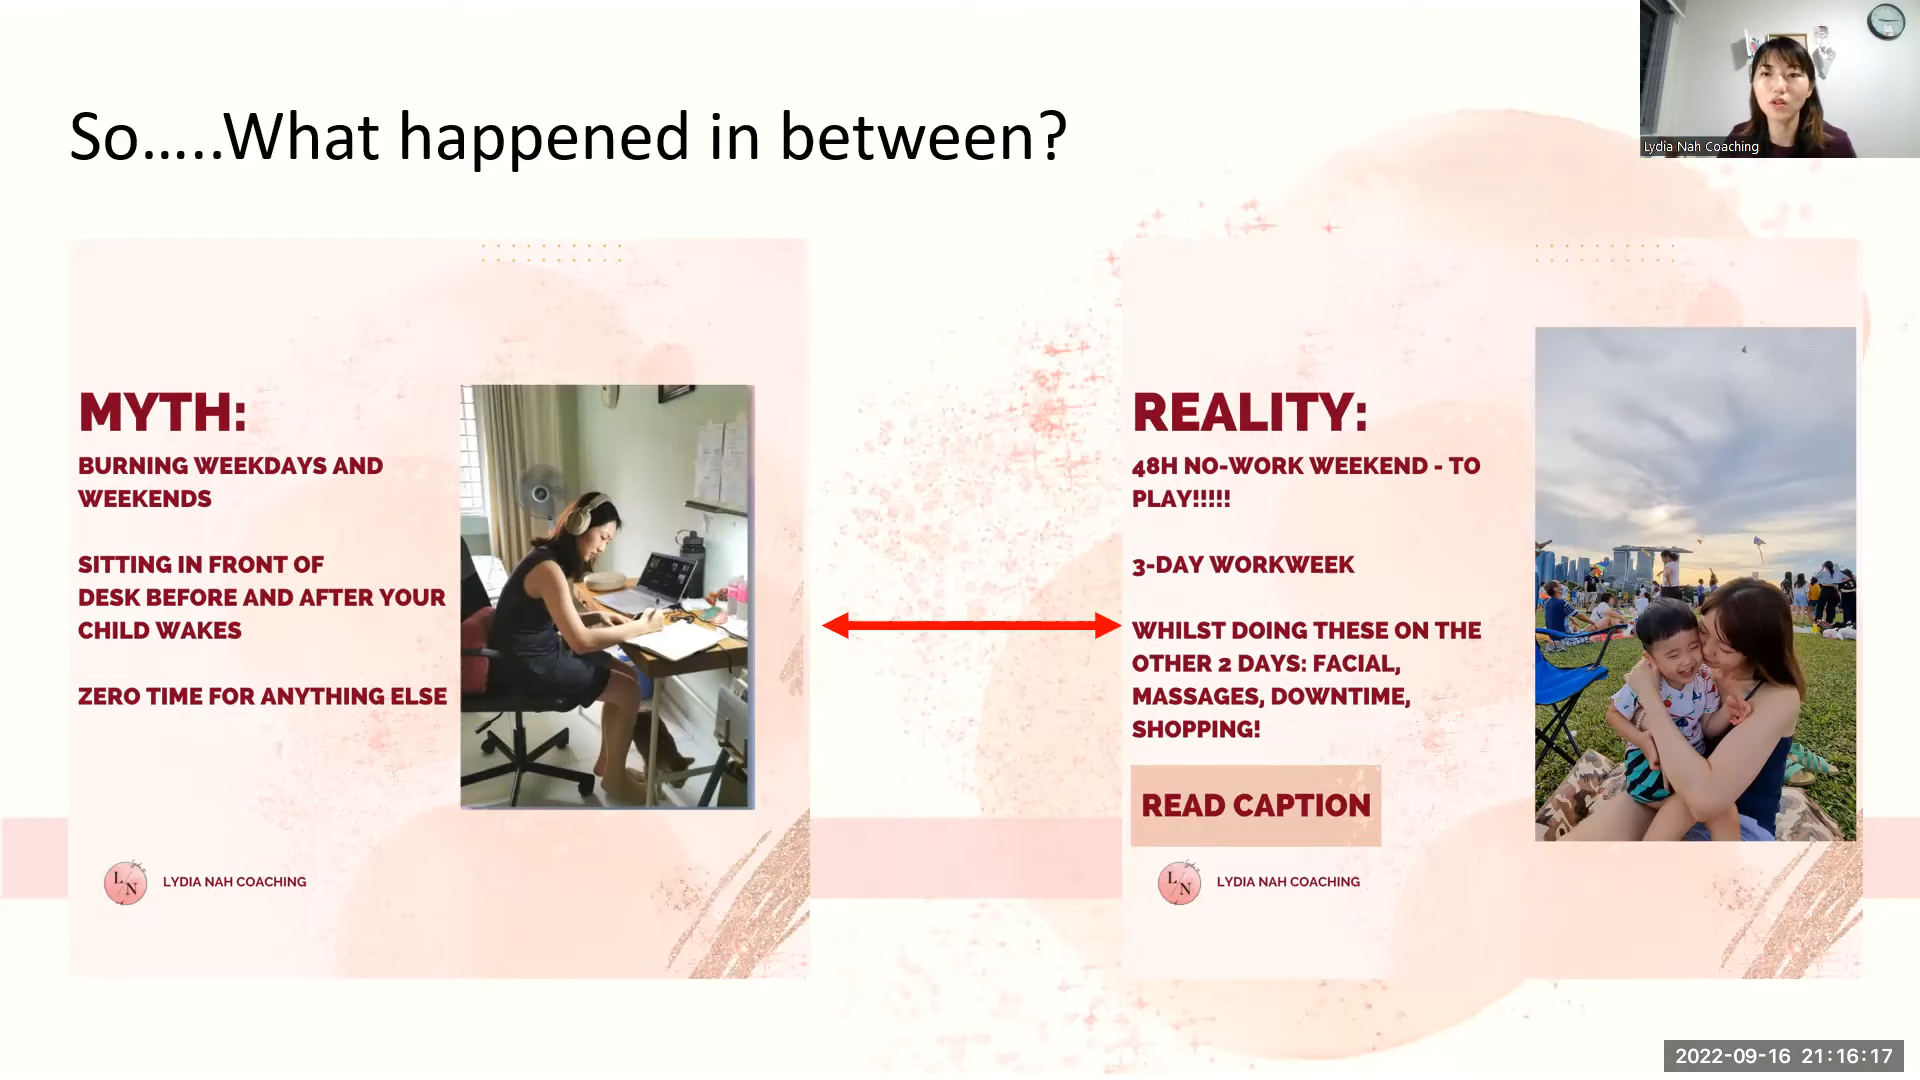 So.....What happened in between?
Lydia Nah Coaching
MYTH:
BURNING WEEKDAYS AND
WEEKENDS
SITTING IN FRONT OF
DESK BEFORE AND AFTER YOUR
CHILD WAKES
ZERO TIME FOR ANYTHING ELSE
L N
LYDIA NAH COACHING
REALITY:
48H NO-WORK WEEKEND - TO
PLAY!!!!!
3-DAY WORKWEEK
WHILST DOING THESE ON THE
OTHER 2 DAYS: FACIAL,
MASSAGES, DOWNTIME,
SHOPPING!
READ CAPTION
L N
LYDIA NAH COACHING
2022-09-16 21:16:17